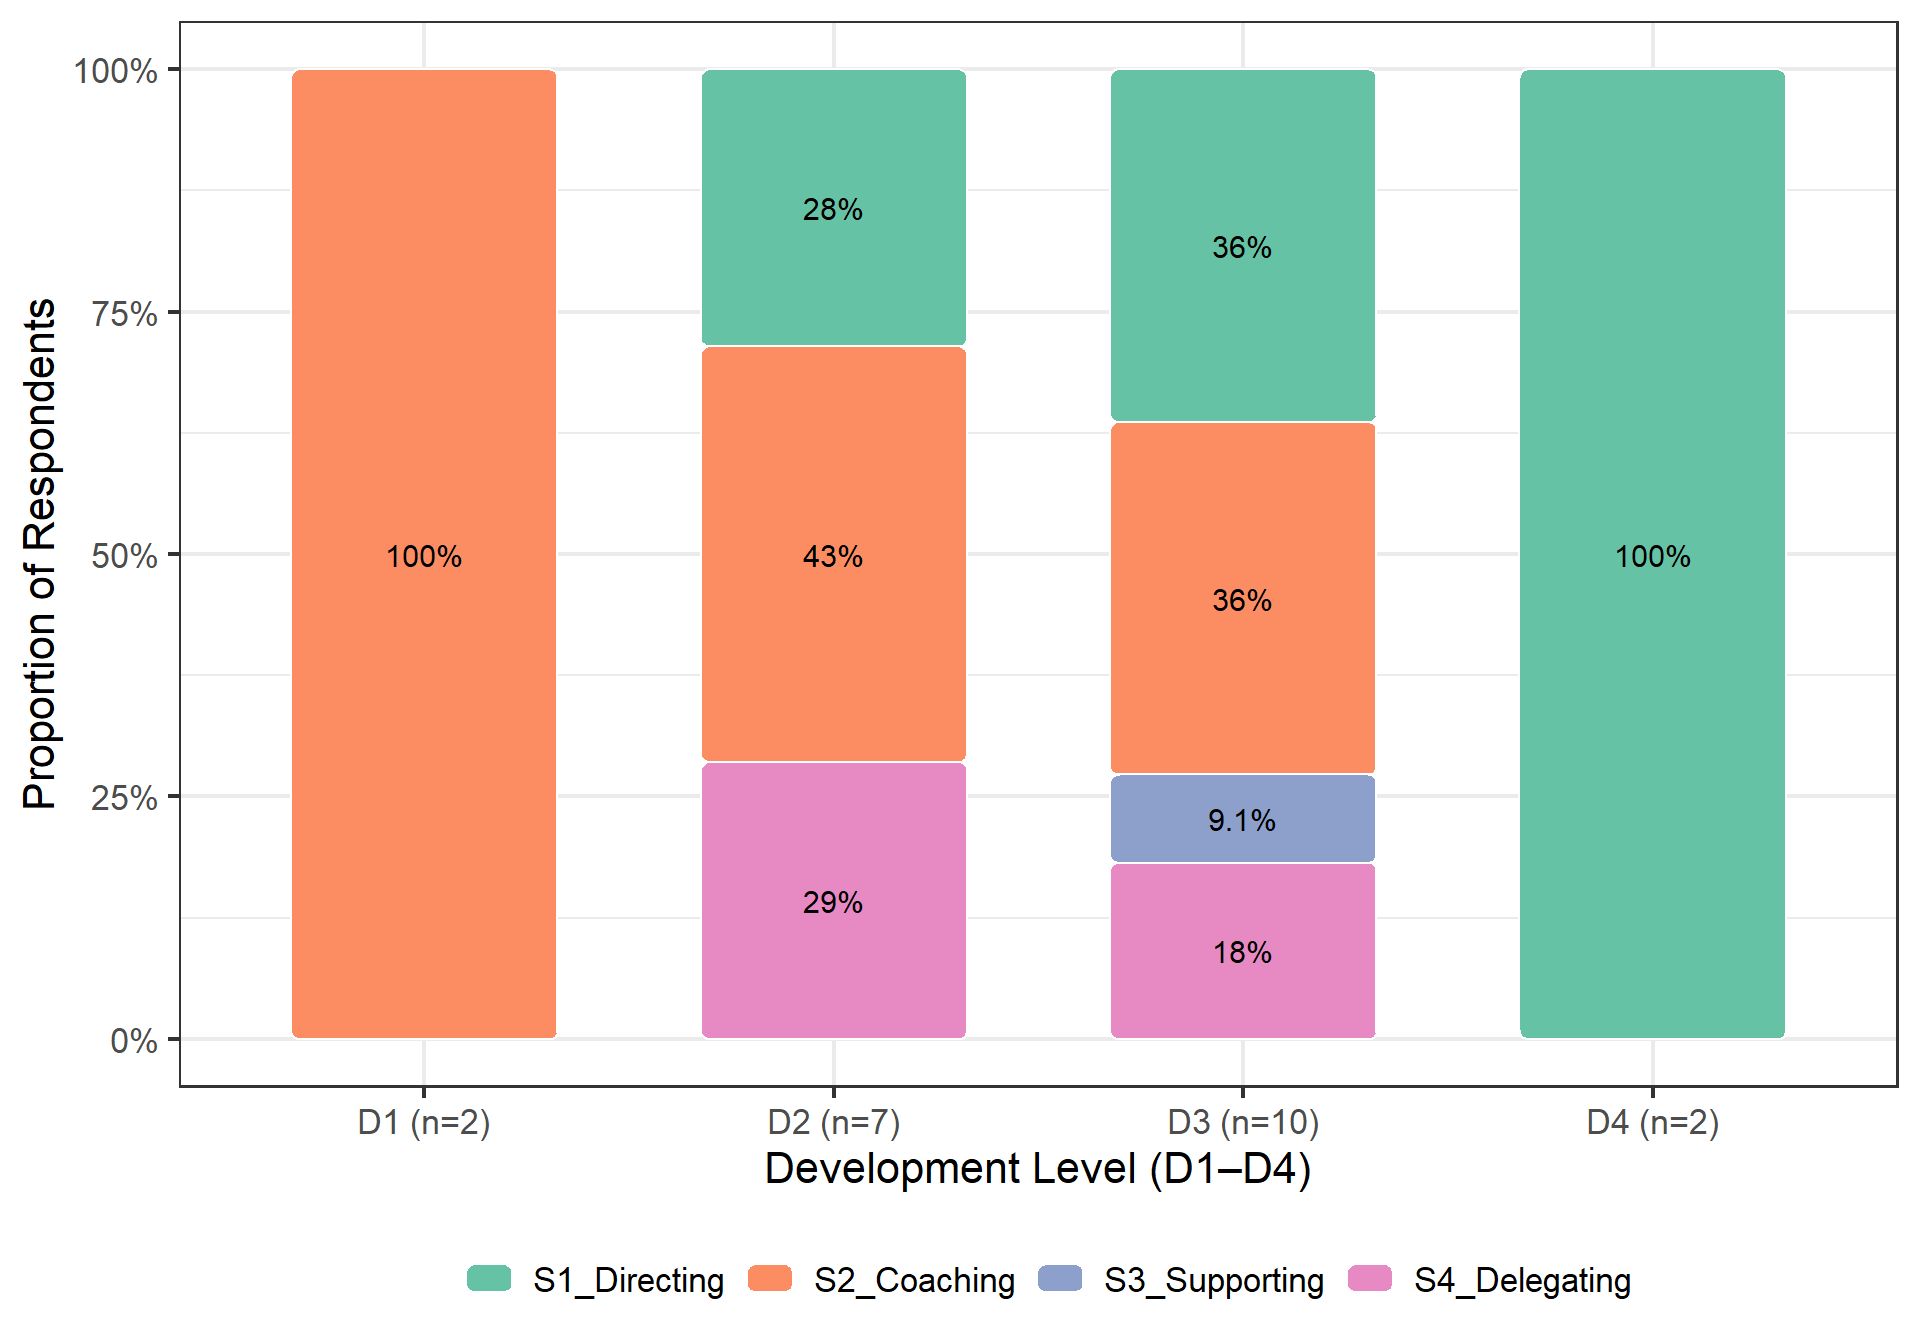 Proportion of Respondents
100%
75%
50%
25%
0%
100%
28%
43%
29%
36%
36%
9.1%
18%
100%
D1 (n=2)
D2 (n=7)
D3 (n=10)
D4 (n=2)
Development Level (D1–D4)
S1_Directing
S2_Coaching
S3_Supporting
S4_Delegating